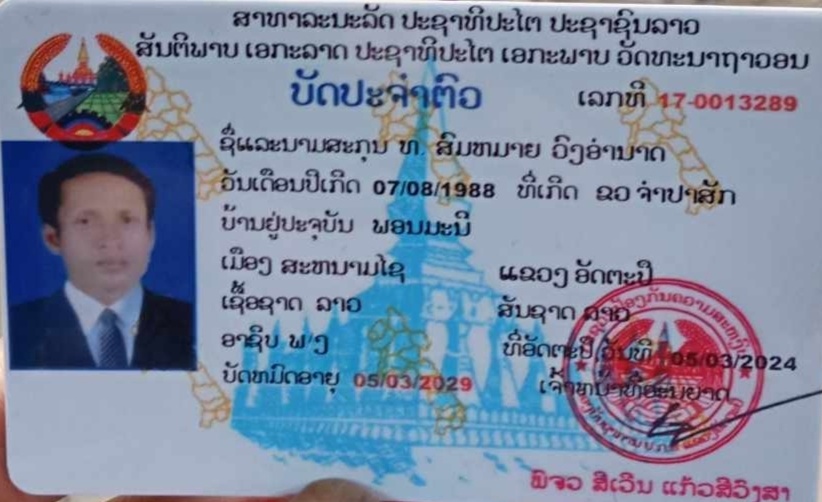 ສາທາລະນະລັດ ປະຊາທິປະໄຕ ປະຊາຊົນລາວ
ສັນຕິພາບ ເອກະລາດ ປະຊາທິປະໄຕ ເອກະພາບ ວັດທະນາຖາວອນ
ບັດປະຈຳຕົວ ເລກທີ 17-0013289
ຊື່ແລະນາມສະກຸນ ທ. ສົມຫມາຍ ວົງອຳນາດ
ວັນເດືອນປີເກີດ 07/08/1988 ທີ່ເກີດ ຂວ ຈຳປາສັກ
ບ້ານຢູ່ປະຈຸບັນ ພອນມະນີ
ເມືອງ ສະຫນາມໄຊ ແຂວງ ອັດຕະປື
ເຊື້ອຊາດ ລາວ ສັນຊາດ ລາວ
ອາຊີບ ພ/ງ ທີ່ອັດຕະປື ວັນທີ 05/03/2024
ບັດຫມົດອາຍຸ 05/03/2029 ເຈົ້າຫນ້າທີ່ອະນຸຍາດ
ພິຈວ ສີເວິນ ແກ້ວສີວິງສາ